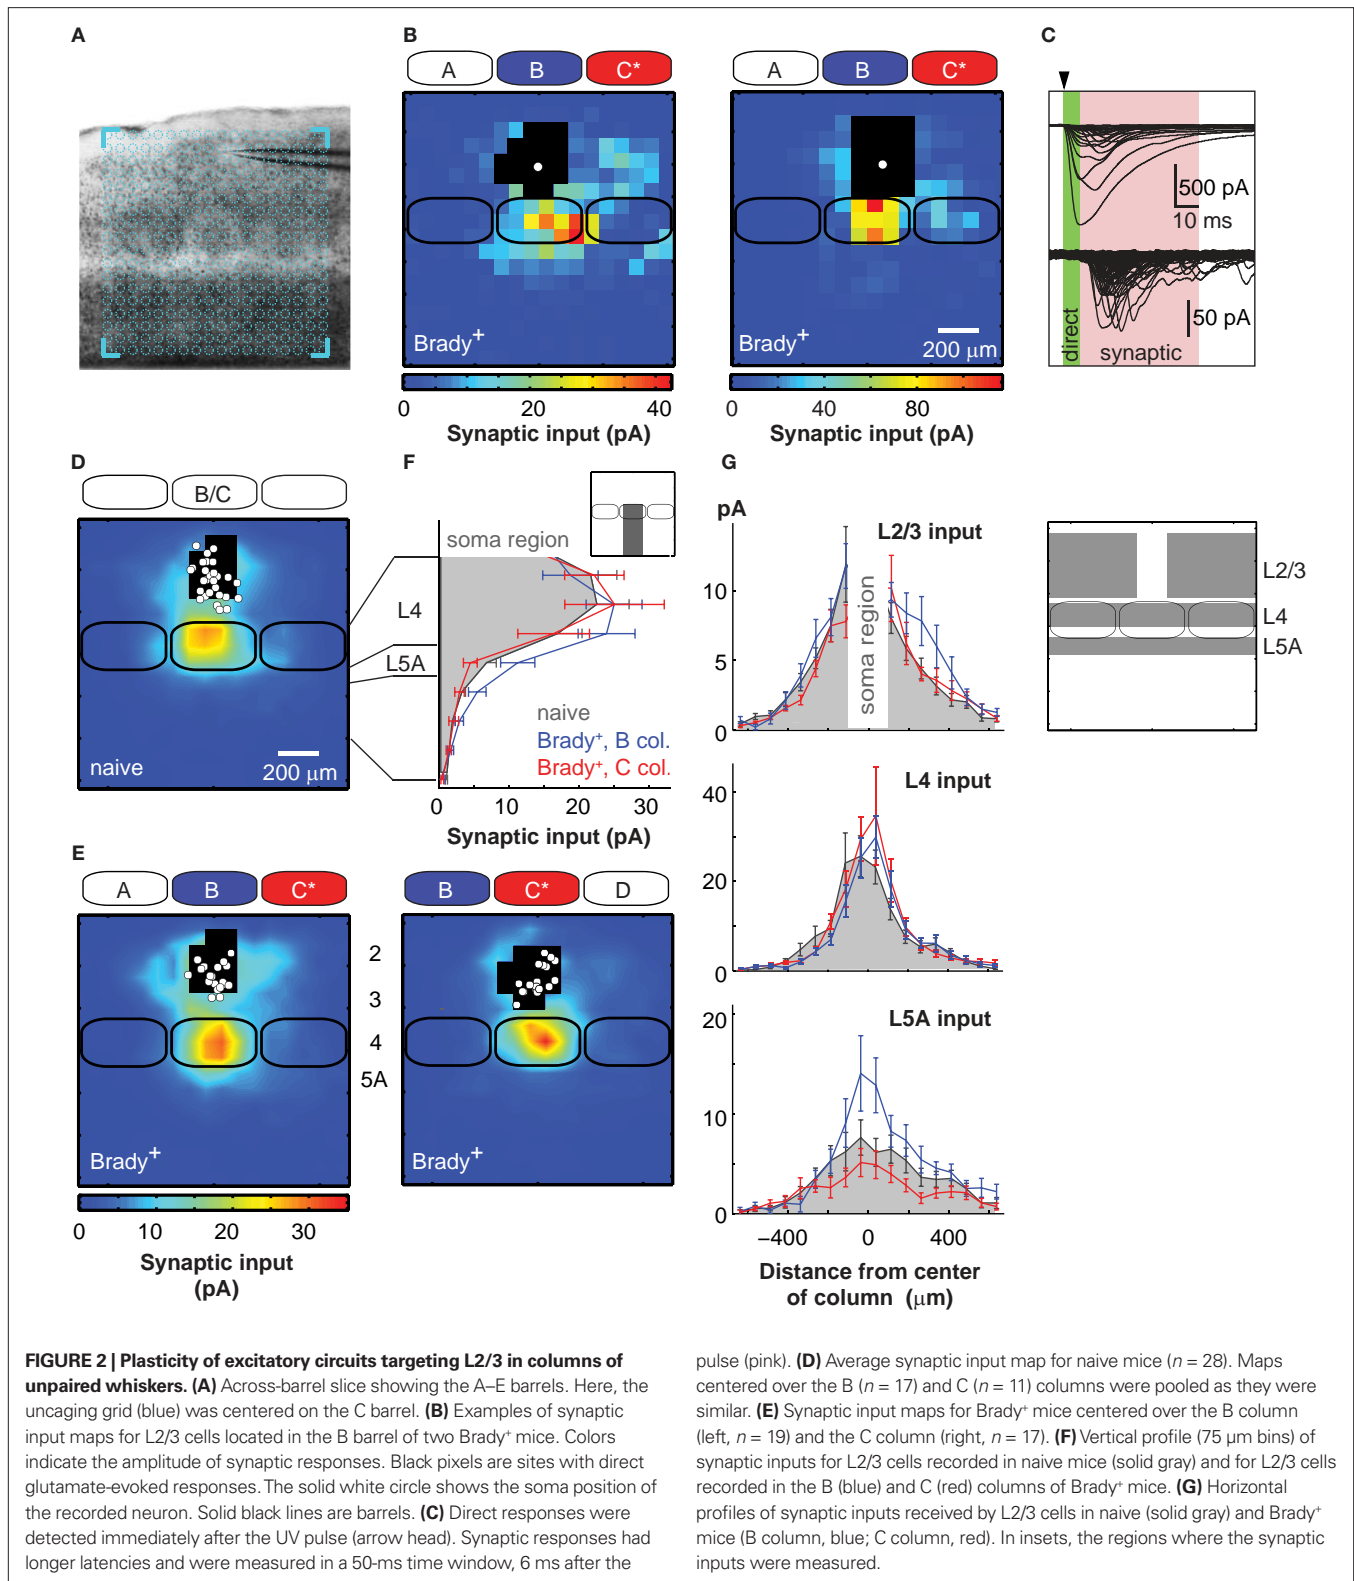 A
B
C
A
B
C*
A
B
C*
500 pA
10 ms
50 pA
direct
synaptic
Brady+
Brady+
200 µm
0
20
40
0
40
80
Synaptic input (pA)
Synaptic input (pA)
D
F
G
B/C
naive
200 µm
soma region
L4
L5A
naive
Brady+, B col.
Brady+, C col.
0
10
20
30
Synaptic input (pA)
pA
L2/3 input
soma region
10
5
0
L2/3
L4
L5A
L4 input
40
20
0
L5A input
20
10
0
−400
0
400
Distance from center
of column (µm)
E
A
B
C*
B
C*
D
2
3
4
5A
Brady+
Brady+
0
10
20
30
Synaptic input
(pA)
FIGURE 2 | Plasticity of excitatory circuits targeting L2/3 in columns of
unpaired whiskers. (A) Across-barrel slice showing the A–E barrels. Here, the
uncaging grid (blue) was centered on the C barrel. (B) Examples of synaptic
input maps for L2/3 cells located in the B barrel of two Brady+ mice. Colors
indicate the amplitude of synaptic responses. Black pixels are sites with direct
glutamate-evoked responses. The solid white circle shows the soma position of
the recorded neuron. Solid black lines are barrels. (C) Direct responses were
detected immediately after the UV pulse (arrow head). Synaptic responses had
longer latencies and were measured in a 50-ms time window, 6 ms after the
pulse (pink). (D) Average synaptic input map for naive mice (n = 28). Maps
centered over the B (n = 17) and C (n = 11) columns were pooled as they were
similar. (E) Synaptic input maps for Brady+ mice centered over the B column
(left, n = 19) and the C column (right, n = 17). (F) Vertical profile (75 µm bins) of
synaptic inputs for L2/3 cells recorded in naive mice (solid gray) and for L2/3 cells
recorded in the B (blue) and C (red) columns of Brady+ mice. (G) Horizontal
profiles of synaptic inputs received by L2/3 cells in naive (solid gray) and Brady+
mice (B column, blue; C column, red). In insets, the regions where the synaptic
inputs were measured.